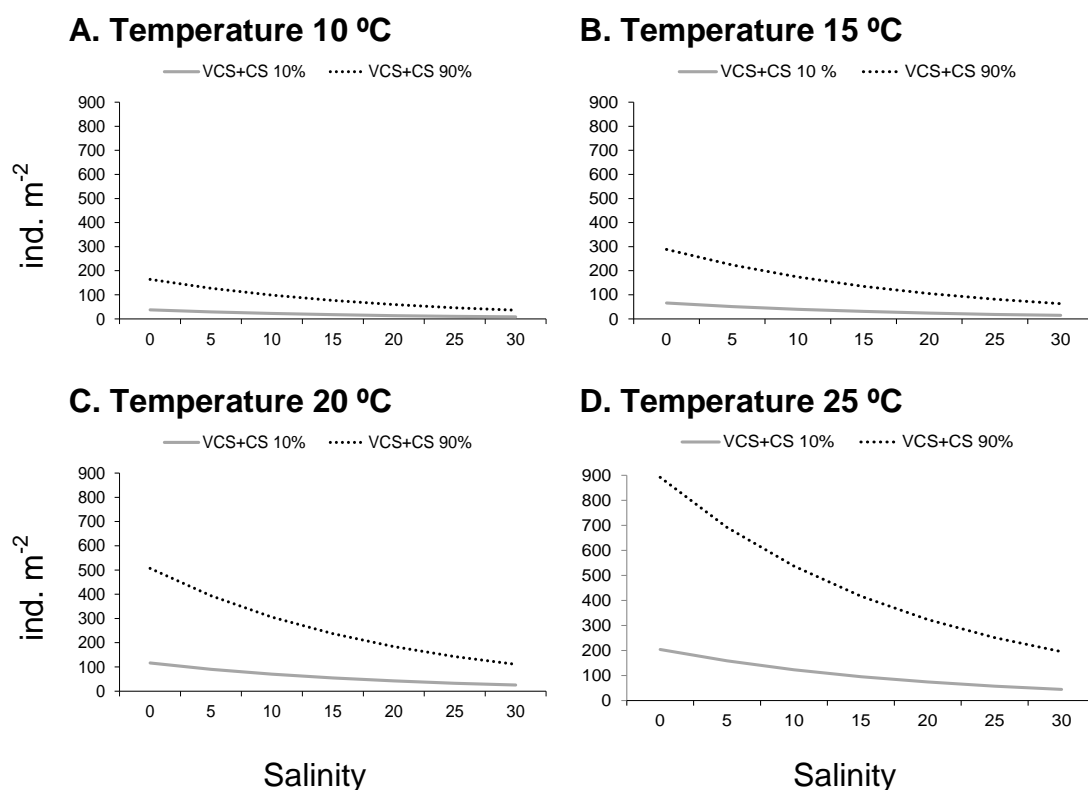 A. Temperature 10 ºC
VCS+CS 10%
VCS+CS 90%
900
800
700
600
500
400
300
200
100
0
0 5 10 15 20 25 30
ind. m-2
B. Temperature 15 ºC
VCS+CS 10 %
VCS+CS 90%
900
800
700
600
500
400
300
200
100
0
0 5 10 15 20 25 30
C. Temperature 20 ºC
VCS+CS 10%
VCS+CS 90%
900
800
700
600
500
400
300
200
100
0
0 5 10 15 20 25 30
ind. m-2
Salinity
D. Temperature 25 ºC
VCS+CS 10%
VCS+CS 90%
900
800
700
600
500
400
300
200
100
0
0 5 10 15 20 25 30
Salinity